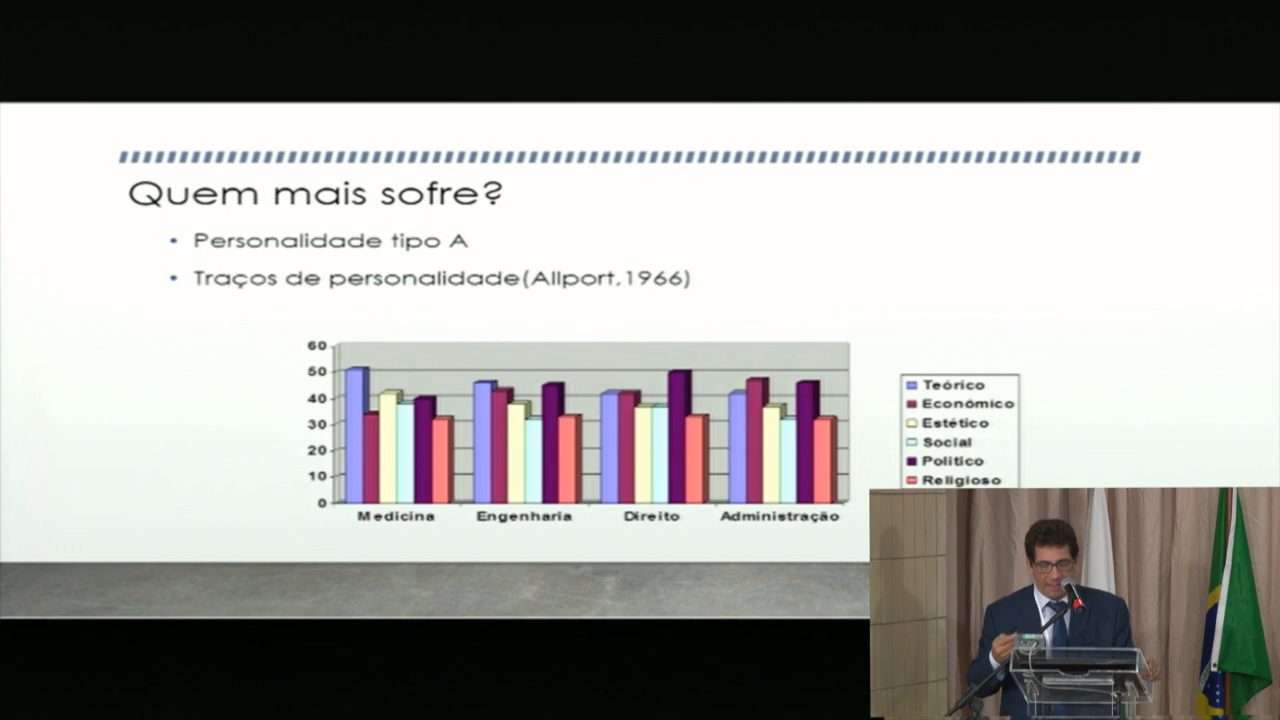 Quem mais sofre?
• Personalidade tipo A
• Traços de personalidade(Allport,1966)
60
50
40
30
20
10
0
Medicina Engenharia Direito Administração
Teórico
Econômico
Estético
Social
Político
Religioso